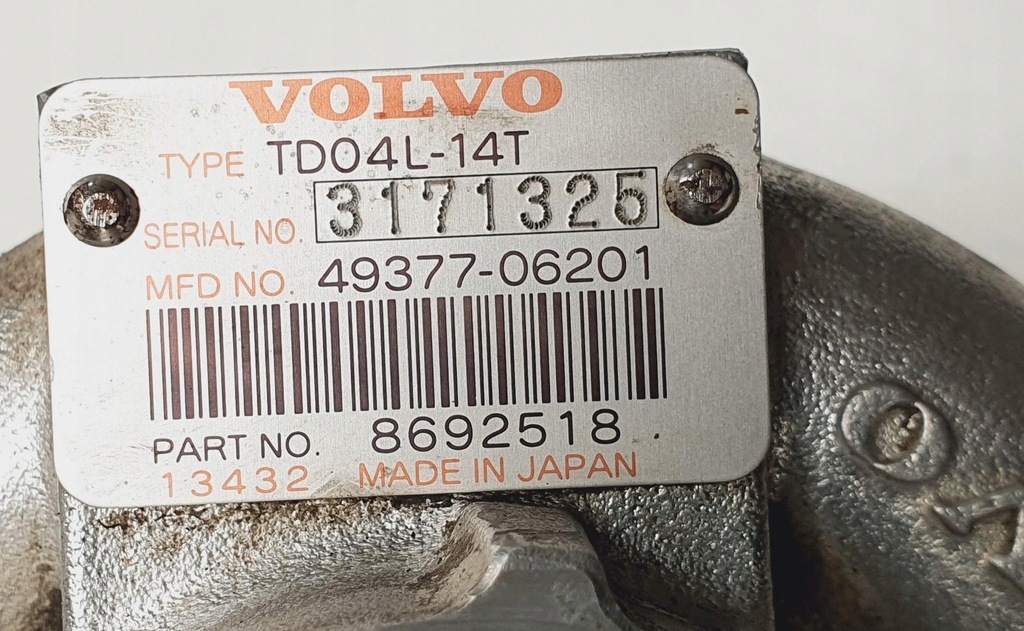 VOLVO
TYPE TD04L-14T
SERIAL NO. 3171325
MFD NO. 49377-06201
PART NO. 8692518
13432 MADE IN JAPAN